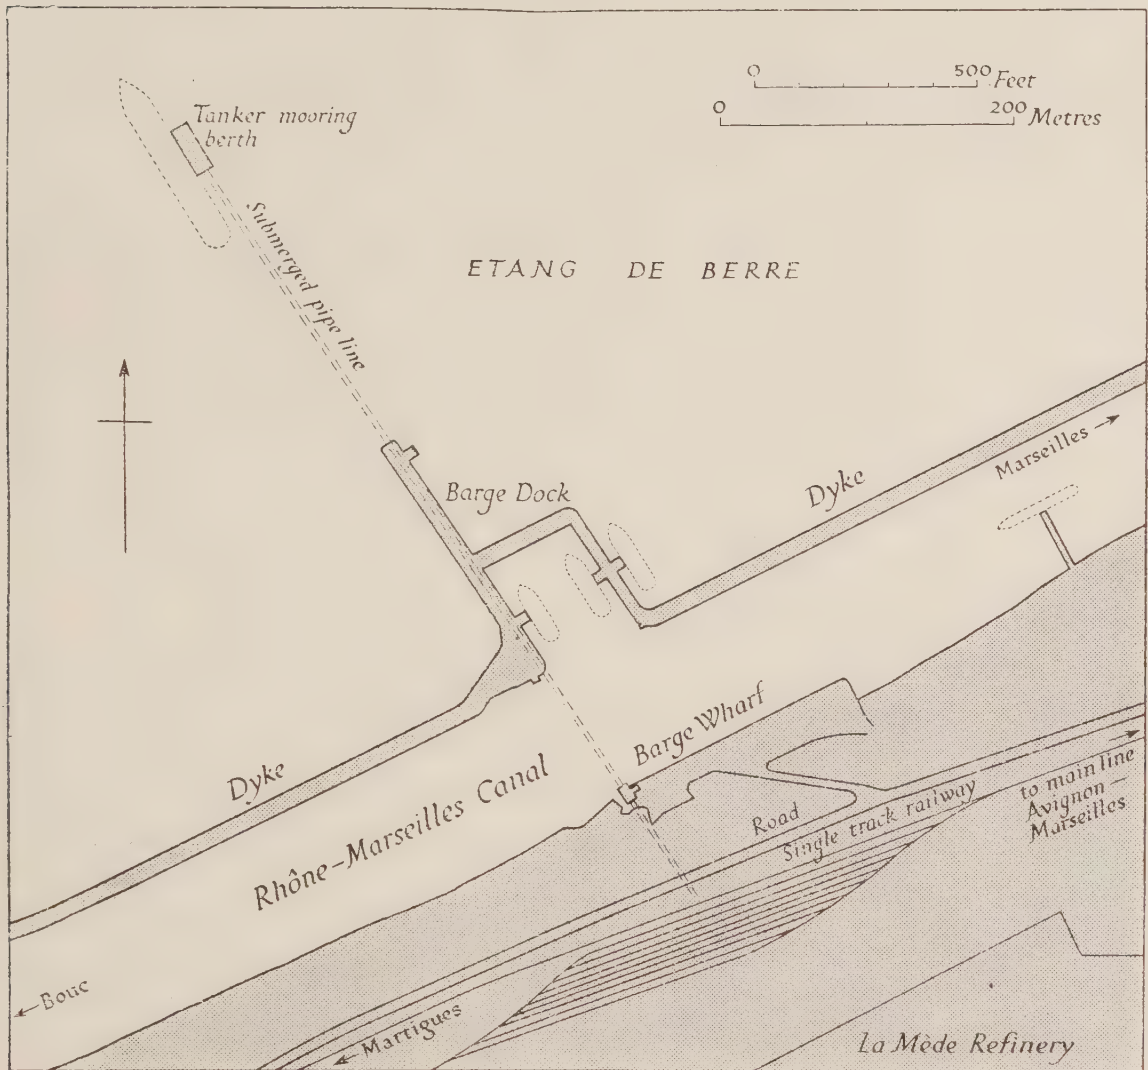 0 500 Feet
0 200 Metres
Tanker mooring
berth
Submerged pipe line
ETANG DE BERRE
Marseilles →
Barge Dock
Dyke
Barge Wharf
Dyke
Rhône-Marseilles Canal
Road
Single track railway
to main line
Avignon—
Marseilles
← Bouc
← Martigues
La Mède Refinery